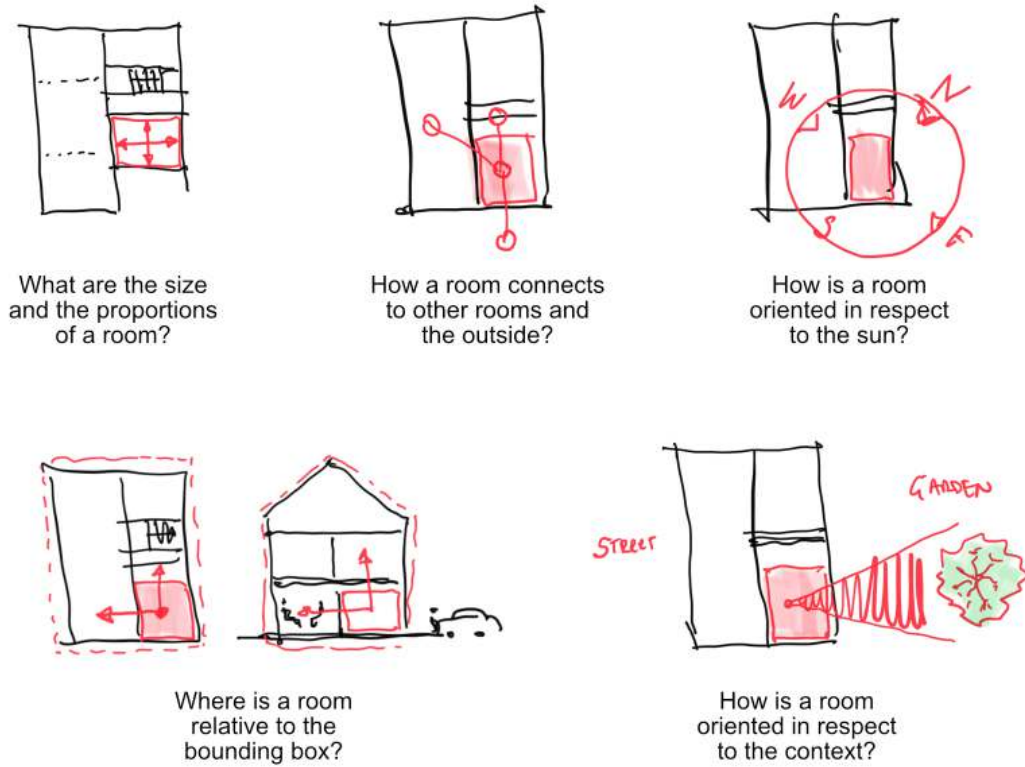 What are the size
and the proportions
of a room?
How a room connects
to other rooms and
the outside?
W
N
S
E
How is a room
oriented in respect
to the sun?
Where is a room
relative to the
bounding box?
STREET
GARDEN
How is a room
oriented in respect
to the context?